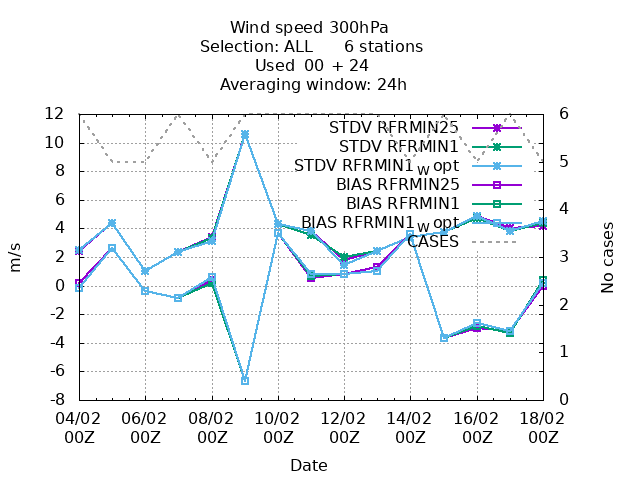 Wind speed 300hPa
Selection: ALL 6 stations
Used 00 + 24
Averaging window: 24h
12
10
8
6
4
2
0
-2
-4
-6
-8
m/s
6
5
4
3
2
1
0
No cases
STDV RFRMIN25
STDV RFRMIN1
STDV RFRMIN1_W opt
BIAS RFRMIN25
BIAS RFRMIN1
BIAS RFRMIN1_W opt
CASES
04/02 06/02 08/02 10/02 12/02 14/02 16/02 18/02
00Z 00Z 00Z 00Z 00Z 00Z 00Z 00Z
Date